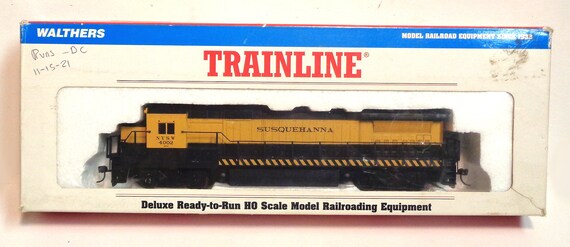 WALTHERS
MODEL RAILROAD EQUIPMENT SINCE 1932
Runs - DC
11-15-21
TRAINLINE®
SUSQUEHANNA
4002
Deluxe Ready-to-Run HO Scale Model Railroading Equipment